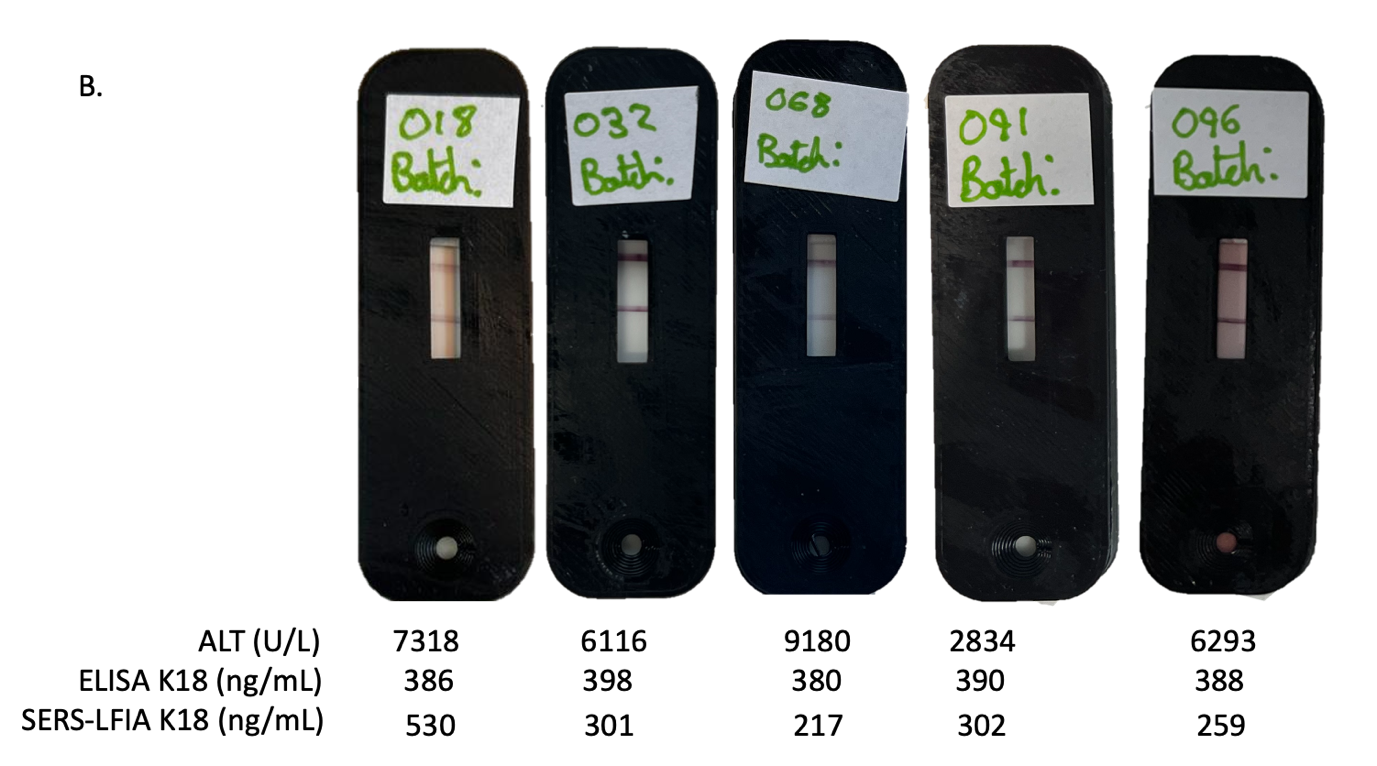 B.
018
Batch:
032
Batch:
068
Batch:
091
Batch:
096
Batch:
ALT (U/L) 7318 6116 9180 2834 6293
ELISA K18 (ng/mL) 386 398 380 390 388
SERS-LFIA K18 (ng/mL) 530 301 217 302 259